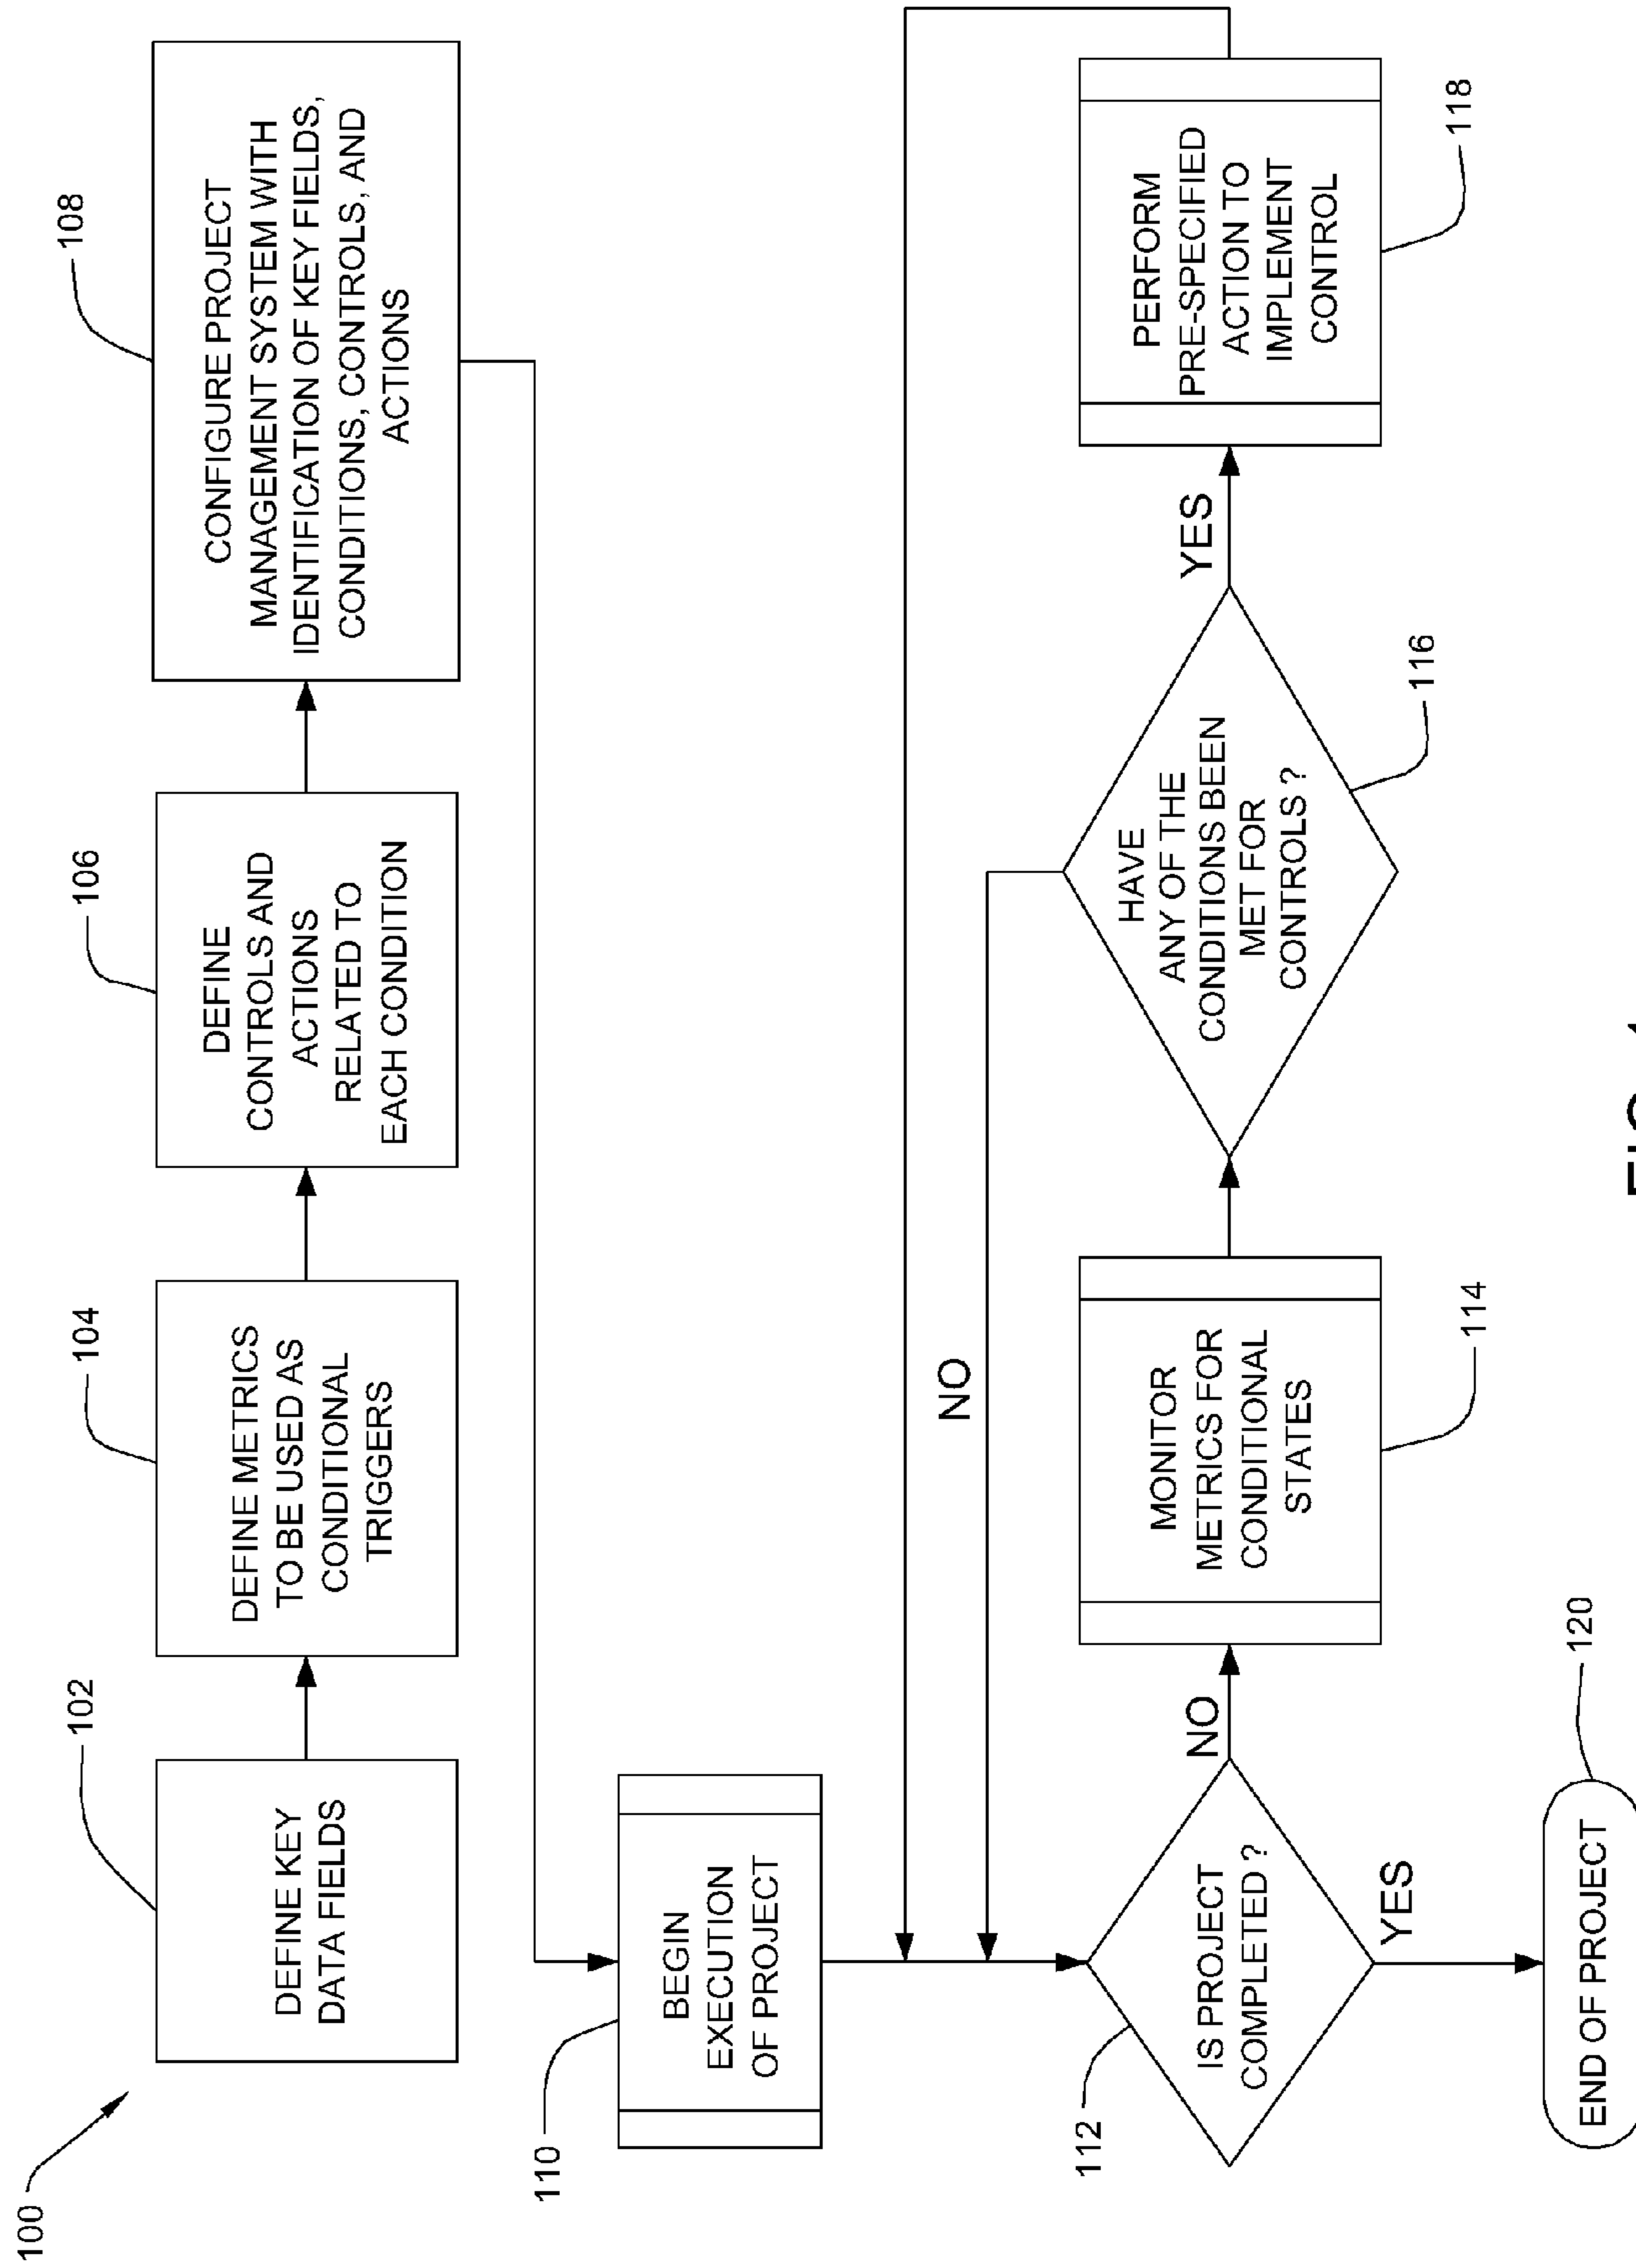 100
102
DEFINE KEY
DATA FIELDS
104
DEFINE METRICS
TO BE USED AS
CONDITIONAL
TRIGGERS
106
DEFINE
CONTROLS AND
ACTIONS
RELATED TO
EACH CONDITION
108
CONFIGURE PROJECT
MANAGEMENT SYSTEM WITH
IDENTIFICATION OF KEY FIELDS,
CONDITIONS, CONTROLS, AND
ACTIONS
110
BEGIN
EXECUTION
OF PROJECT
NO
112
IS PROJECT
COMPLETED ?
NO
YES
MONITOR
METRICS FOR
CONDITIONAL
STATES
114
HAVE
ANY OF THE
CONDITIONS BEEN
MET FOR
CONTROLS ?
116
YES
PERFORM
PRE-SPECIFIED
ACTION TO
IMPLEMENT
CONTROL
118
END OF PROJECT
120